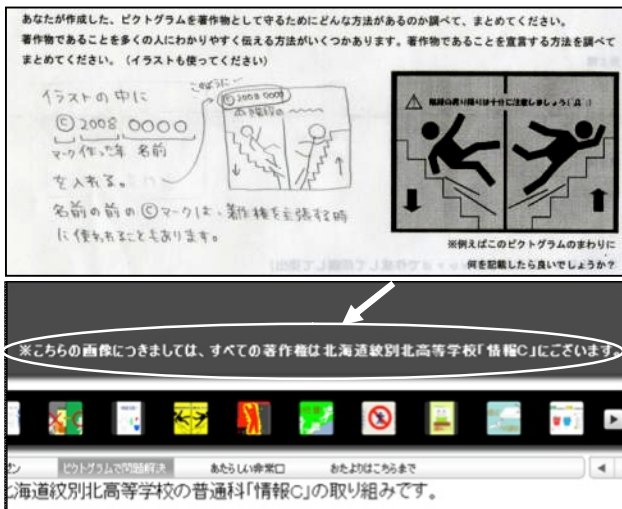 あなたが作成した、ピクトグラムを著作物として守るためにどんな方法があるのか調べて、まとめてください。
著作物であることを多くの人にわかりやすく伝える方法がいくつかあります。著作物であることを宣言する方法を調べて
まとめてください。（イラストも使ってください）
イラストの中に
Ⓒ 2008 〇〇〇〇
マーク 作った年 名前
を入れる。
名前の前のⒸマークは、著作権を主張する時
に使われることもあります。
このように…
Ⓒ 2008 〇〇〇〇
⚠ 階段の乗り降りは十分に注意しましょう(´Д｀;)
※例えばこのピクトグラムのまわりに
何を記載したら良いでしょうか？
※こちらの画像につきましては、すべての著作権は北海道紋別北高等学校「情報C」にございます。
ピクトグラムで問題解決 あたらしい非常口 おたよりはこちらまで
北海道紋別北高等学校の普通科「情報C」の取り組みです。